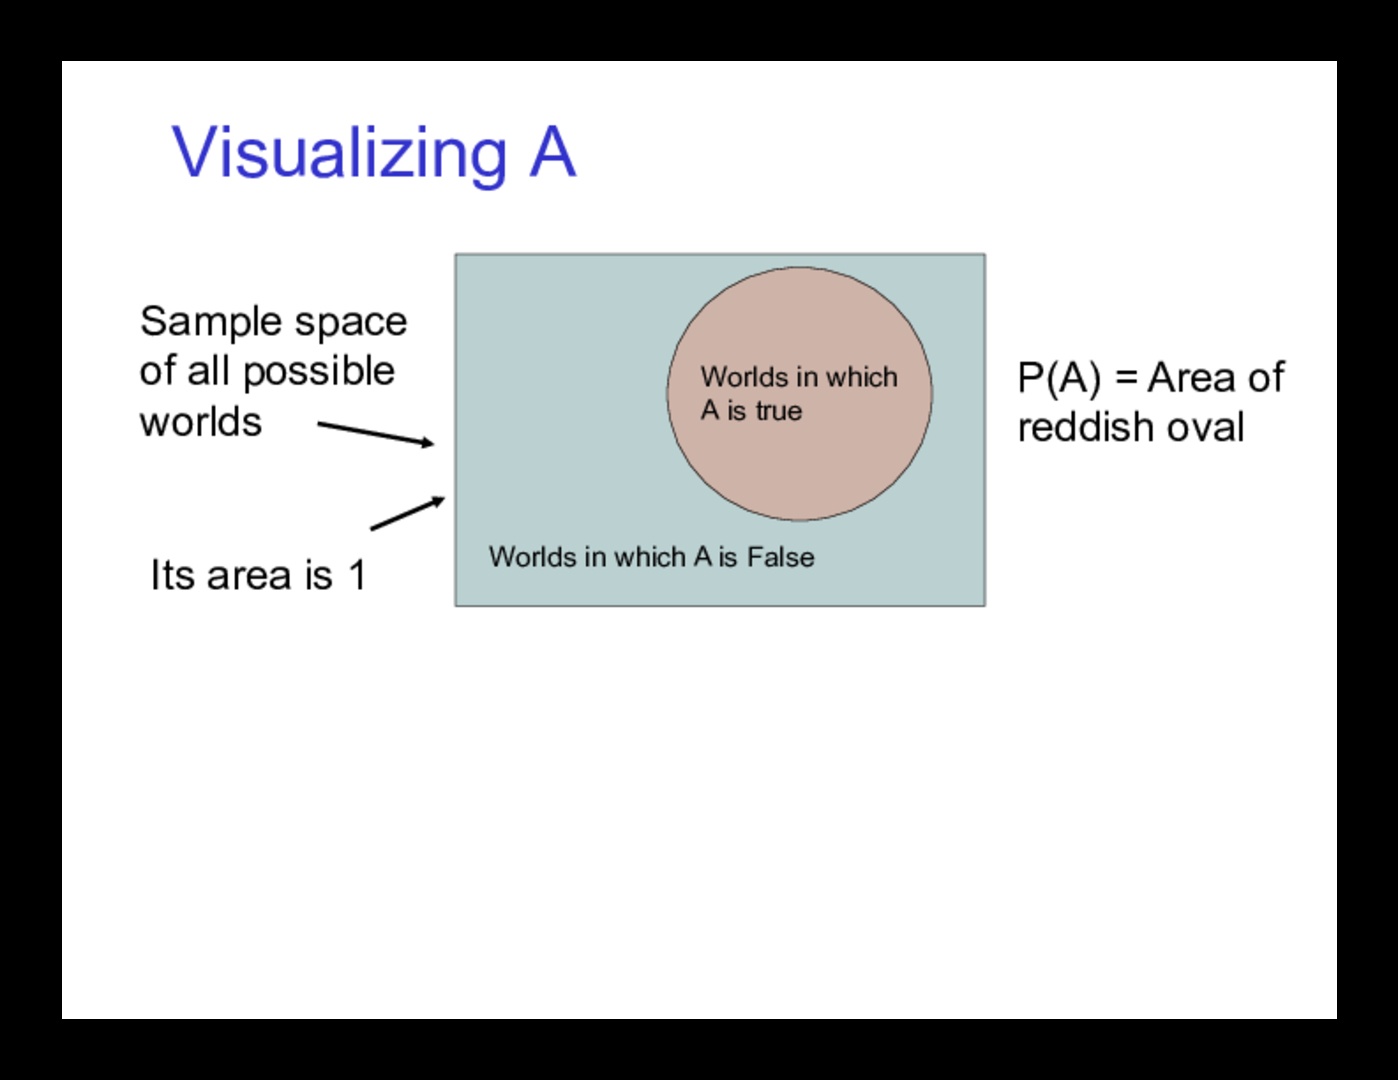 Visualizing A
Sample space
of all possible
worlds
Its area is 1
Worlds in which
A is true
Worlds in which A is False
P(A) = Area of
reddish oval